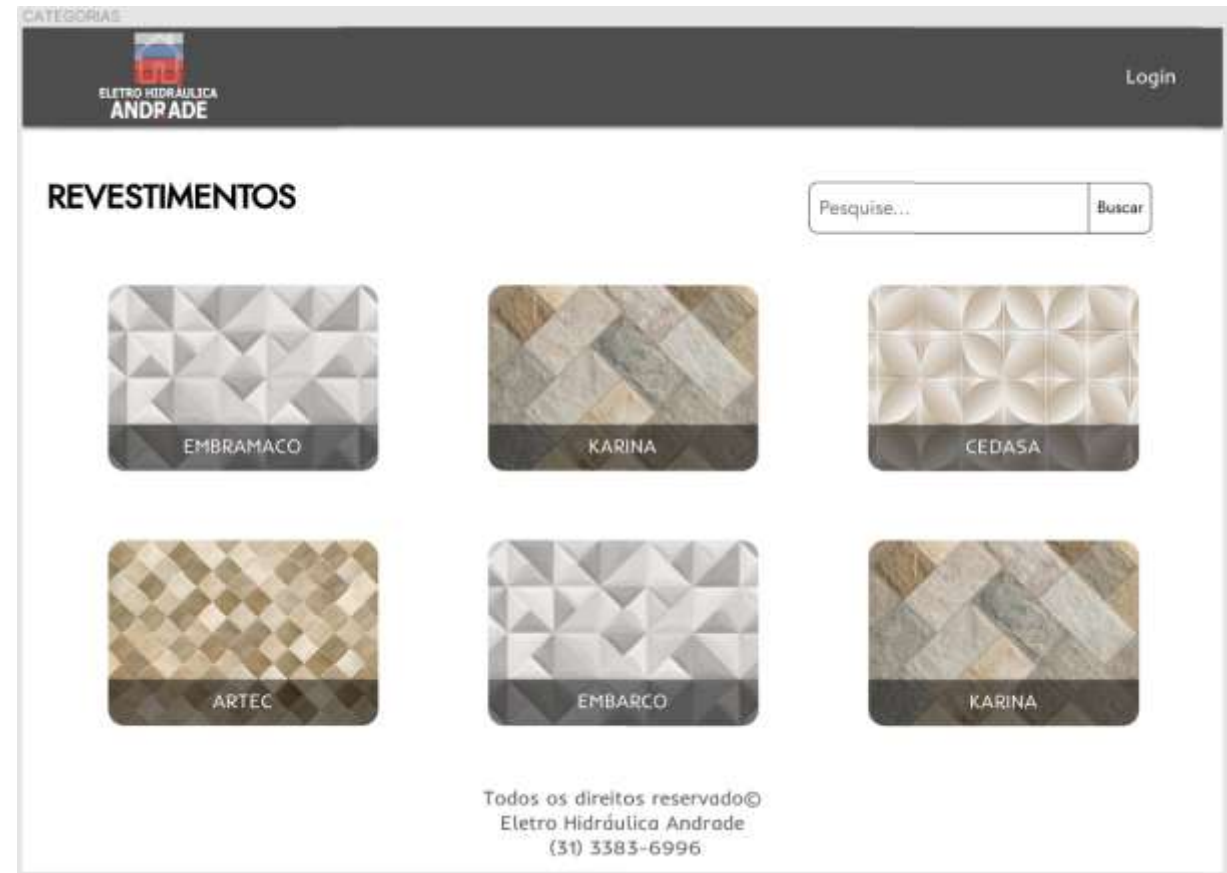 CATEGORIAS
ELETRO HIDRÁULICA
ANDRADE
Login
REVESTIMENTOS
Pesquise...
Buscar
EMBRAMACO
KARINA
CEDASA
ARTEC
EMBARCO
KARINA
Todos os direitos reservado©
Eletro Hidráulica Andrade
(31) 3383-6996